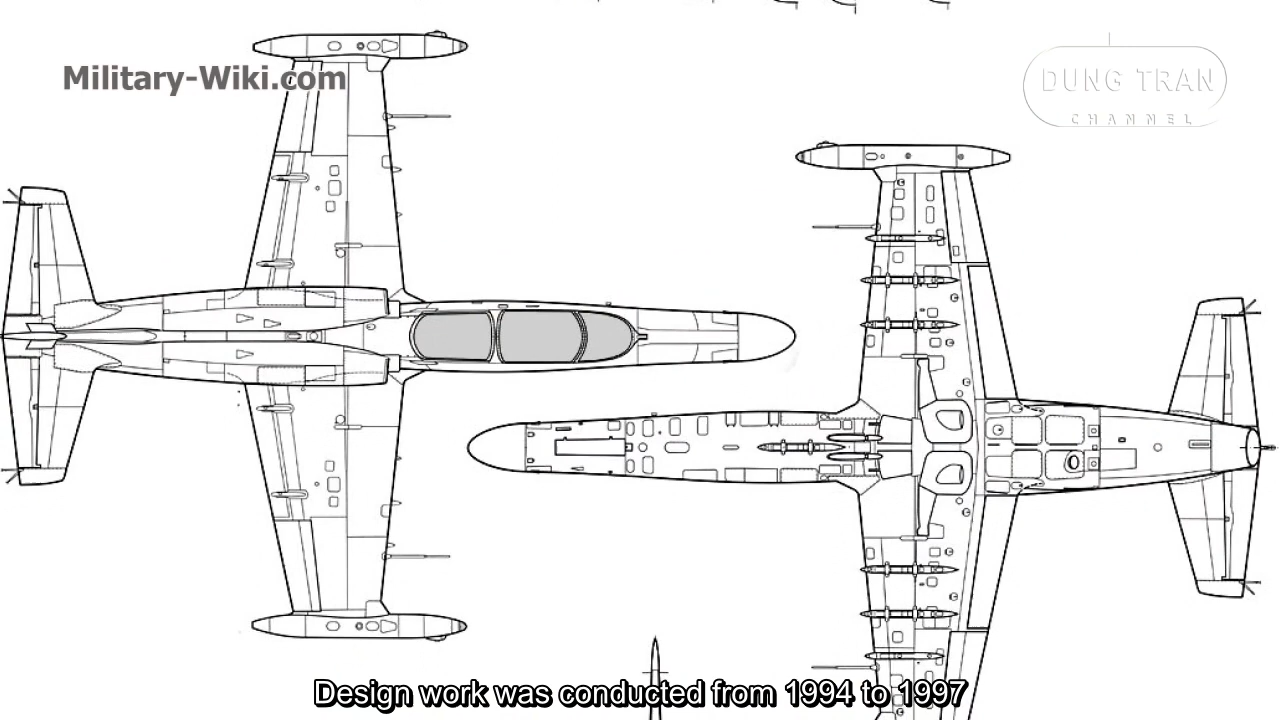 Military-Wiki.com
DUNG TRAN
CHANNEL
Design work was conducted from 1994 to 1997